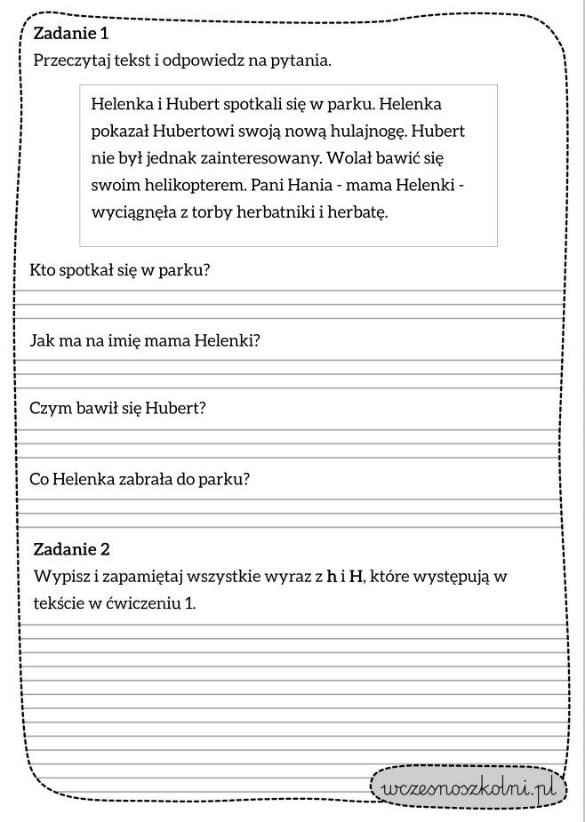 Zadanie 1
Przeczytaj tekst i odpowiedz na pytania.
Helenka i Hubert spotkali się w parku. Helenka
pokazał Hubertowi swoją nową hulajnogę. Hubert
nie był jednak zainteresowany. Wolał bawić się
swoim helikopterem. Pani Hania - mama Helenki -
wyciągnęła z torby herbatniki i herbatę.
Kto spotkał się w parku?
Jak ma na imię mama Helenki?
Czym bawił się Hubert?
Co Helenka zabrała do parku?
Zadanie 2
Wypisz i zapamiętaj wszystkie wyraz z h i H, które występują w
tekście w ćwiczeniu 1.
wczesnoszkolni.pl